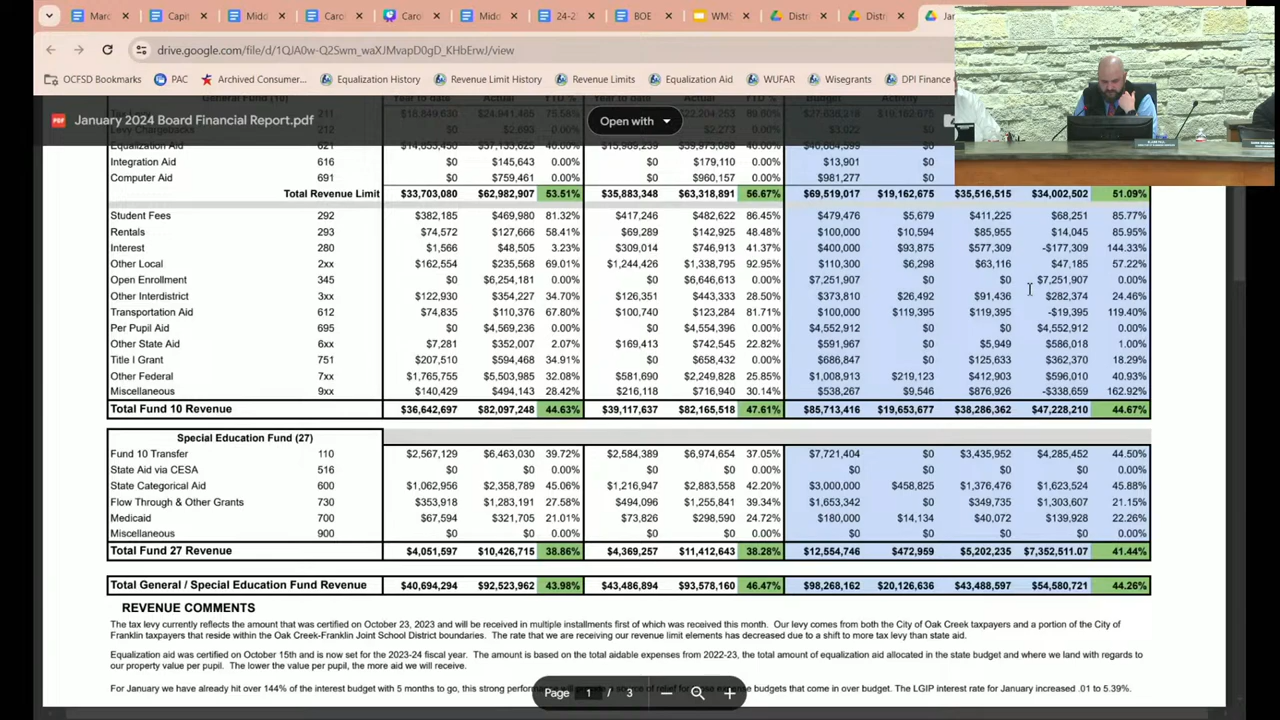 Marc
Capit
Midd
Carol
Caro
Midd
24-2
BOE
WME
Distr
Distr
Jan
drive.google.com/file/d/1QJA0w-Q2Swm_waXJMvapD0gD_KHbErwJ/view
OCFSD Bookmarks PAC Archived Consumer... Equalization History Revenue Limit History Revenue Limits Equalization Aid WUFAR Wisegrants DPI Finance
General Fund (10) Year to date Actual YTD % Year to date Actual YTD % Budget Activity
January 2024 Board Financial Report.pdf Open with
Equalization Aid 621
Integration Aid 616 $0 $145,643 0.00% $0 $179,110 0.00% $13,901 $0
Computer Aid 691 $0 $759,461 0.00% $0 $960,157 0.00% $981,277 $0
Total Revenue Limit $33,703,080 $62,982,907 53.51% $35,883,348 $63,318,891 56.67% $69,519,017 $19,162,675 $35,516,515 $34,002,502 51.09%
Student Fees 292 $382,185 $469,980 81.32% $417,246 $482,622 86.45% $479,476 $5,679 $411,225 $68,251 85.77%
Rentals 293 $74,572 $127,666 58.41% $69,289 $142,925 48.48% $100,000 $10,594 $85,955 $14,045 85.95%
Interest 280 $1,566 $48,505 3.23% $309,014 $746,913 41.37% $400,000 $93,875 $577,309 -$177,309 144.33%
Other Local 2xx $162,554 $235,568 69.01% $1,244,426 $1,338,795 92.95% $110,300 $6,298 $63,116 $47,185 57.22%
Open Enrollment 345 $0 $6,254,181 0.00% $0 $6,646,613 0.00% $7,251,907 $0 $0 $7,251,907 0.00%
Other Interdistrict 3xx $122,930 $354,227 34.70% $126,351 $443,333 28.50% $373,810 $26,492 $91,436 $282,374 24.46%
Transportation Aid 612 $74,835 $110,376 67.80% $100,740 $123,284 81.71% $100,000 $119,395 $119,395 -$19,395 119.40%
Per Pupil Aid 695 $0 $4,569,236 0.00% $0 $4,554,396 0.00% $4,552,912 $0 $0 $4,552,912 0.00%
Other State Aid 6xx $7,281 $352,007 2.07% $169,413 $742,545 22.82% $591,967 $0 $5,949 $586,018 1.00%
Title I Grant 751 $207,510 $594,468 34.91% $0 $658,432 0.00% $686,847 $0 $125,633 $362,370 18.29%
Other Federal 7xx $1,765,755 $5,503,985 32.08% $581,690 $2,249,828 25.85% $1,008,913 $219,123 $412,903 $596,010 40.93%
Miscellaneous 9xx $140,429 $494,128 28.42% $216,118 $716,940 30.14% $538,267 $9,546 $876,926 -$338,659 162.92%
Total Fund 10 Revenue $36,642,697 $82,097,248 44.63% $39,117,637 $82,165,518 47.61% $85,713,416 $19,653,677 $38,286,362 $47,228,210 44.67%
Special Education Fund (27)
Fund 10 Transfer 110 $2,567,129 $6,463,030 39.72% $2,584,389 $6,974,654 37.05% $7,721,404 $0 $3,435,952 $4,285,452 44.50%
State Aid via CESA 516 $0 $0 0.00% $0 $0 0.00% $0 $0 $0 $0 0.00%
State Categorical Aid 600 $1,062,956 $2,358,789 45.06% $1,216,947 $2,883,558 42.20% $3,000,000 $458,825 $1,376,476 $1,623,524 45.88%
Flow Through & Other Grants 730 $353,918 $1,283,191 27.58% $494,096 $1,255,841 39.34% $1,653,342 $0 $349,735 $1,303,607 21.15%
Medicaid 700 $67,594 $321,705 21.01% $73,826 $298,590 24.72% $180,000 $14,134 $40,072 $139,928 22.26%
Miscellaneous 900 $0 $0 0.00% $0 $0 0.00% $0 $0 $0 $0 0.00%
Total Fund 27 Revenue $4,051,597 $10,426,715 38.86% $4,369,257 $11,412,643 38.28% $12,554,746 $472,959 $5,202,235 $7,352,511.07 41.44%
Total General / Special Education Fund Revenue $40,694,294 $92,523,962 43.98% $43,486,894 $93,578,160 46.47% $98,268,162 $20,126,636 $43,488,597 $54,580,721 44.26%
REVENUE COMMENTS
The tax levy currently reflects the amount that was certified on October 23, 2023 and will be received in multiple installments first of which was received this month. Our levy comes from both the City of Oak Creek taxpayers and a portion of the City of
Franklin taxpayers that reside within the Oak Creek-Franklin Joint School District boundaries. The rate that we are receiving our revenue limit elements has decreased due to a shift to more tax levy than state aid.
Equalization aid was certified on October 15th and is now set for the 2023-24 fiscal year. The amount is based on the total aidable expenses from 2022-23, the total amount of equalization aid allocated in the state budget and where we land with regards to
our property value per pupil. The lower the value per pupil, the more aid we will receive.
For January we have already hit over 144% of the interest budget with 5 months to go, this strong budgets that come in over budget. The LGIP interest rate for January increased .01 to 5.39%.
Page 1 / 3